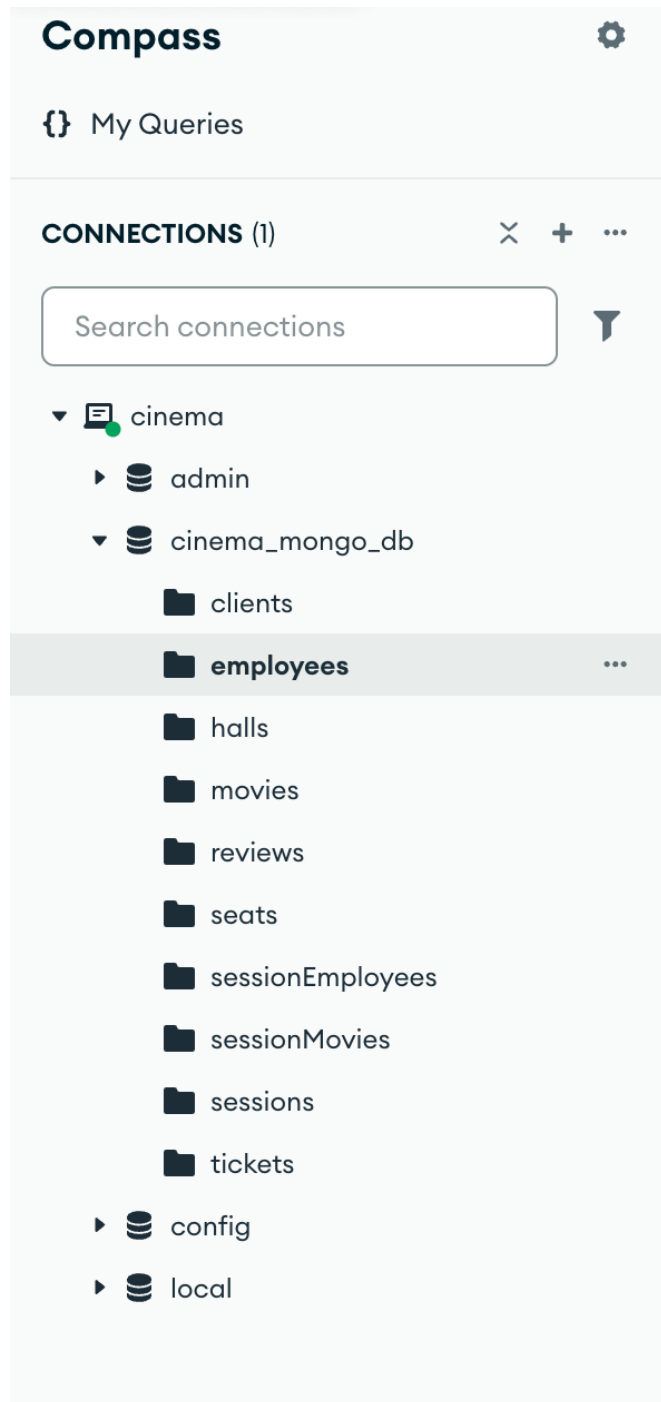 Compass
{} My Queries
CONNECTIONS (1)
Search connections
cinema
admin
cinema_mongo_db
clients
employees
halls
movies
reviews
seats
sessionEmployees
sessionMovies
sessions
tickets
config
local